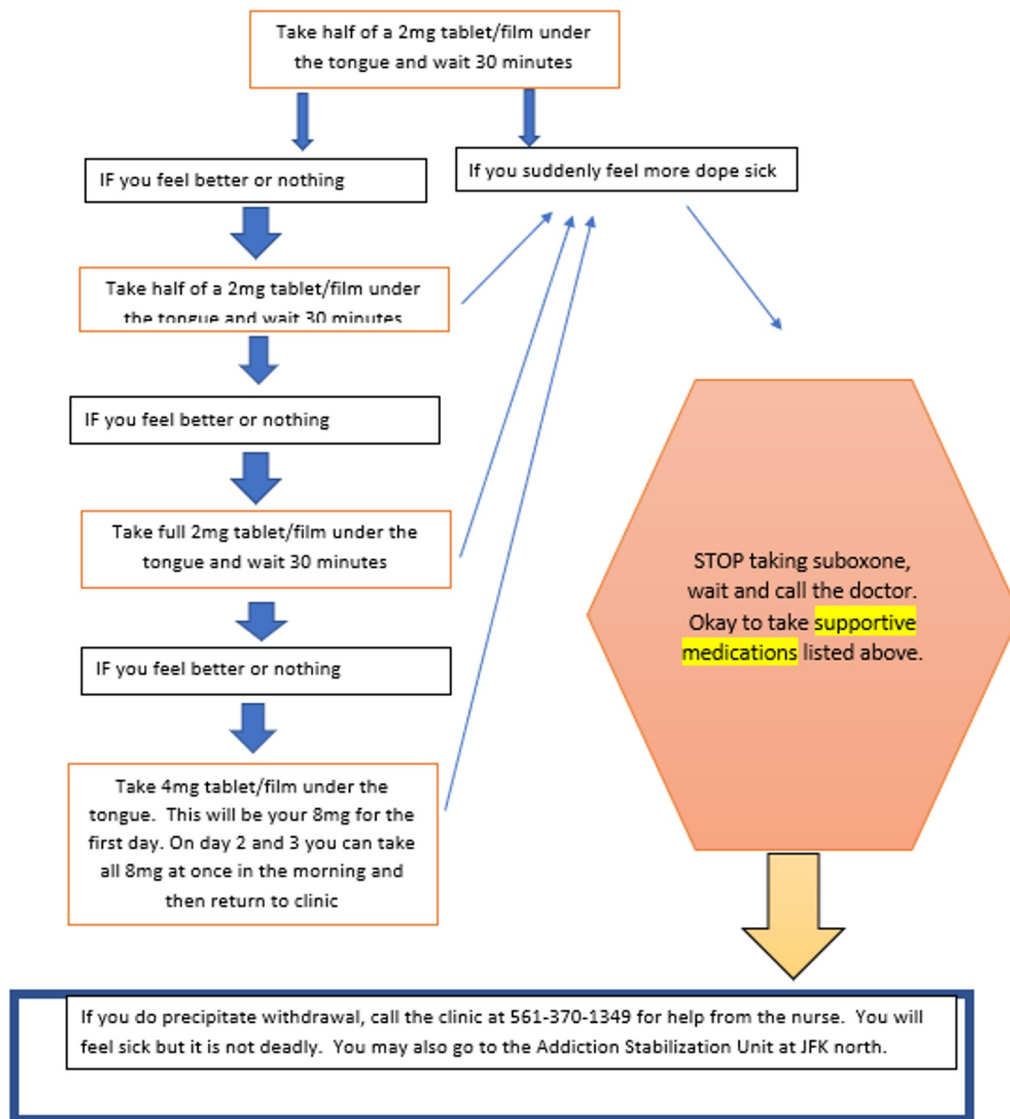 Take half of a 2mg tablet/film under
the tongue and wait 30 minutes
IF you feel better or nothing
If you suddenly feel more dope sick
Take half of a 2mg tablet/film under
the tongue and wait 30 minutes
IF you feel better or nothing
Take full 2mg tablet/film under the
tongue and wait 30 minutes
IF you feel better or nothing
Take 4mg tablet/film under the
tongue. This will be your 8mg for the
first day. On day 2 and 3 you can take
all 8mg at once in the morning and
then return to clinic
STOP taking suboxone,
wait and call the doctor.
Okay to take supportive
medications listed above.
If you do precipitate withdrawal, call the clinic at 561-370-1349 for help from the nurse. You will
feel sick but it is not deadly. You may also go to the Addiction Stabilization Unit at JFK north.